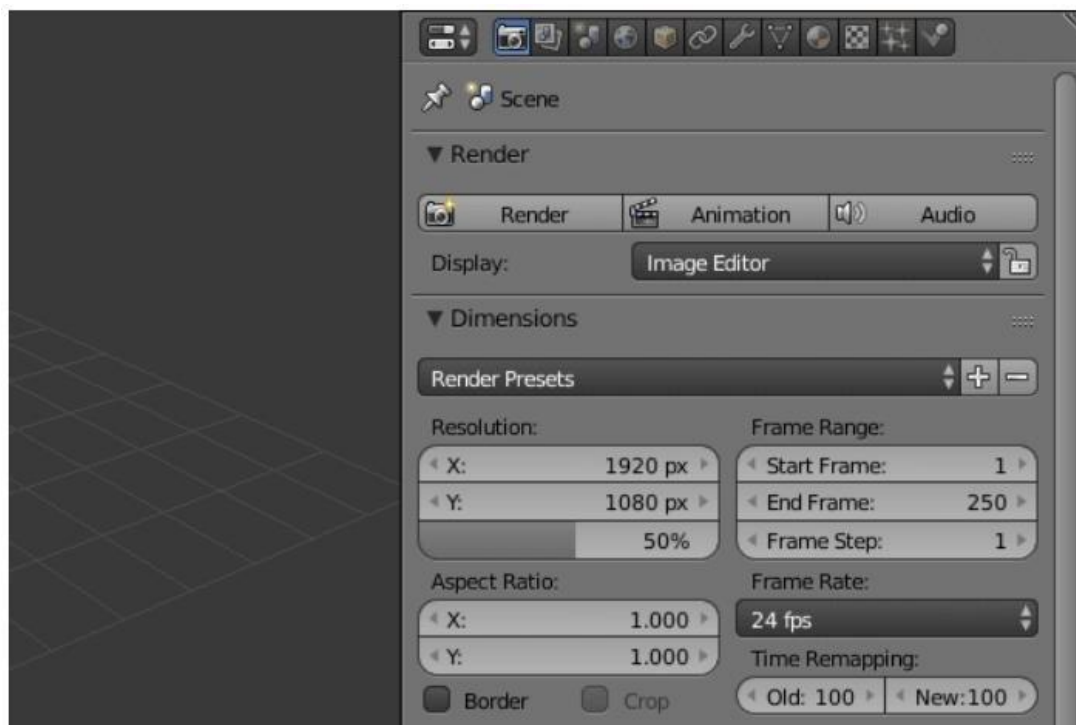 Scene
Render
Render Animation Audio
Display: Image Editor
Dimensions
Render Presets
Resolution: Frame Range:
X: 1920 px Start Frame: 1
Y: 1080 px End Frame: 250
50% Frame Step: 1
Aspect Ratio: Frame Rate:
X: 1.000 24 fps
Y: 1.000 Time Remapping:
Border Crop Old: 100 New:100